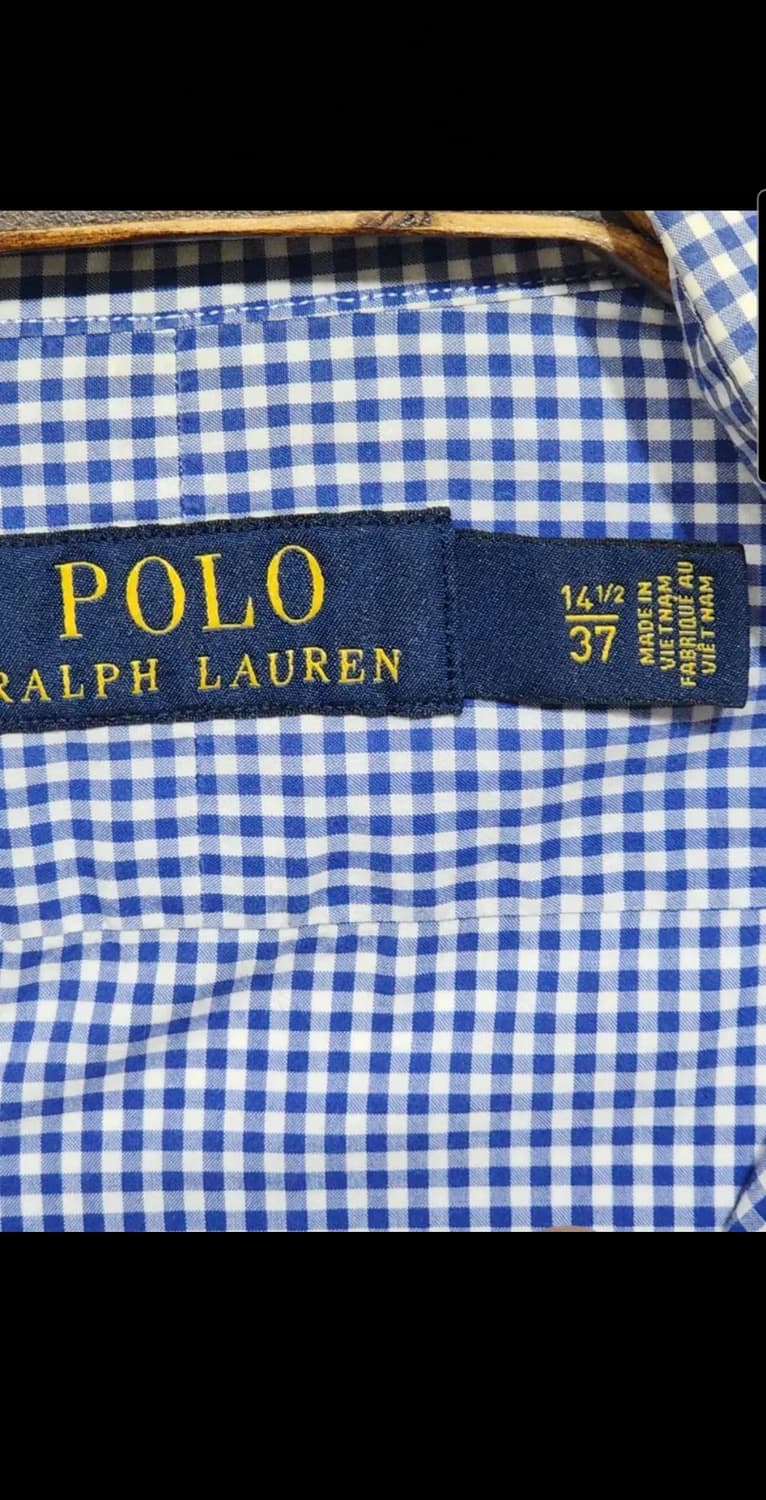 POLO
RALPH LAUREN
14 1/2
37
MADE IN
VIETNAM
FABRIQUÉ AU
VIÊT NAM